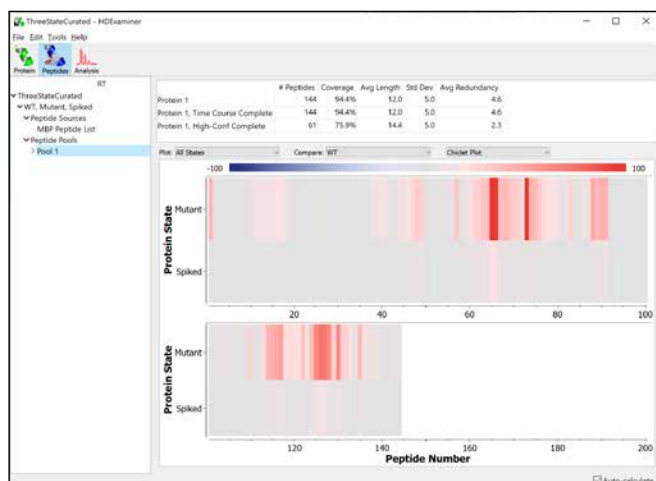 ThreeStateCurated - HDExaminer
File Edit Tools Help
Protein Peptides Analysis
RT
ThreeStateCurated
WT, Mutant, Spiked
Peptide Sources
MBP Peptide List
Peptide Pools
Pool 1
# Peptides Coverage Avg Length Std Dev Avg Redundancy
Protein 1 144 94.4% 12.0 5.0 4.6
Protein 1, Time Course Complete 144 94.4% 12.0 5.0 4.6
Protein 1, High-Conf Complete 61 75.9% 14.4 5.0 2.3
Plot: All States Compare: WT Chiclet Plot
-100 100
Protein State
Mutant
Spiked
20 40 60 80 100
Protein State
Mutant
Spiked
120 140 160 180 200
Peptide Number
Auto-calculate